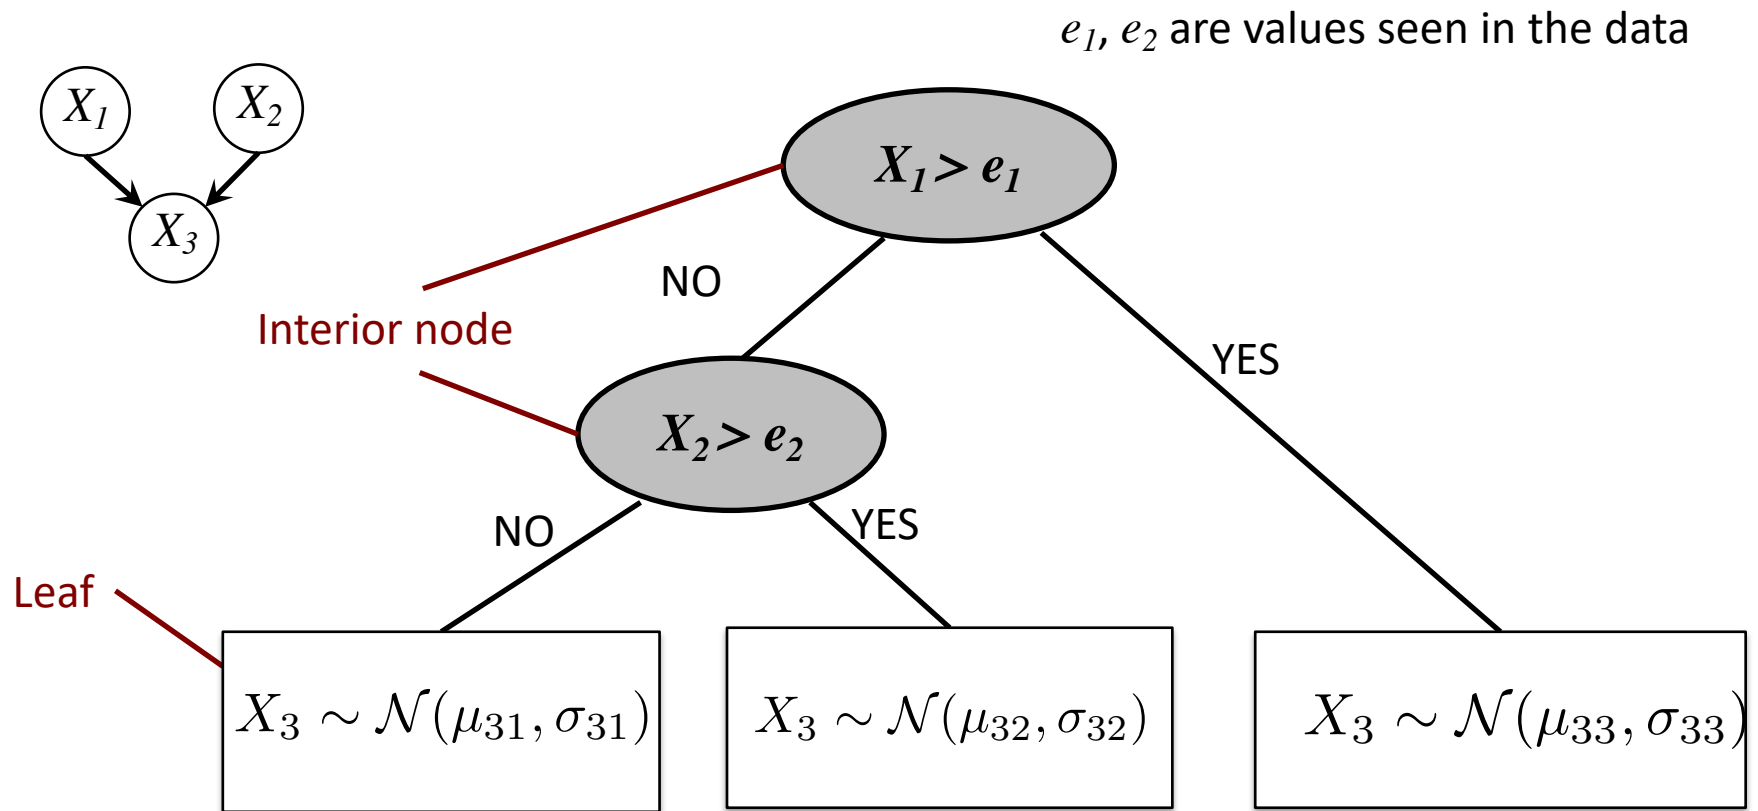 e₁, e₂ are values seen in the data
X₁
X₂
X₃
X₁ > e₁
NO
YES
Interior node
X₂ > e₂
NO
YES
Leaf
X₃ ∼ 𝒩(μ₃₁, σ₃₁)
X₃ ∼ 𝒩(μ₃₂, σ₃₂)
X₃ ∼ 𝒩(μ₃₃, σ₃₃)